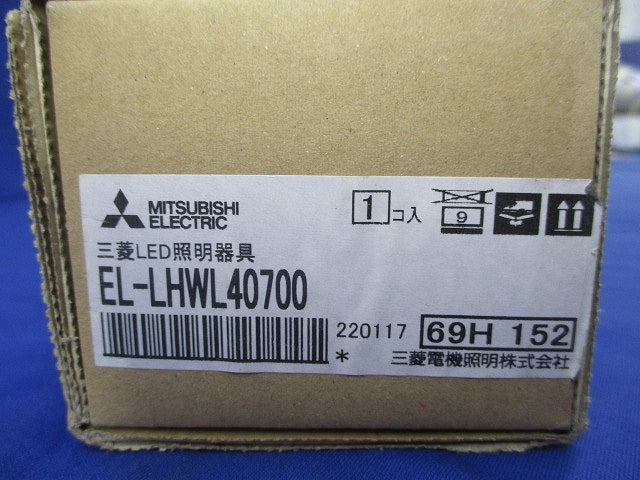 MITSUBISHI
ELECTRIC
1 コ入
9
三菱LED照明器具
EL-LHWL40700
220117 69H 152
*
三菱電機照明株式会社